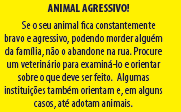 ANIMAL AGRESSIVO!
Se o seu animal fica constantemente
bravo e agressivo, podendo morder alguém
da família, não o abandone na rua. Procure
um veterinário para examiná-lo e orientar
sobre o que deve ser feito. Algumas
instituições também orientam e, em alguns
casos, até adotam animais.